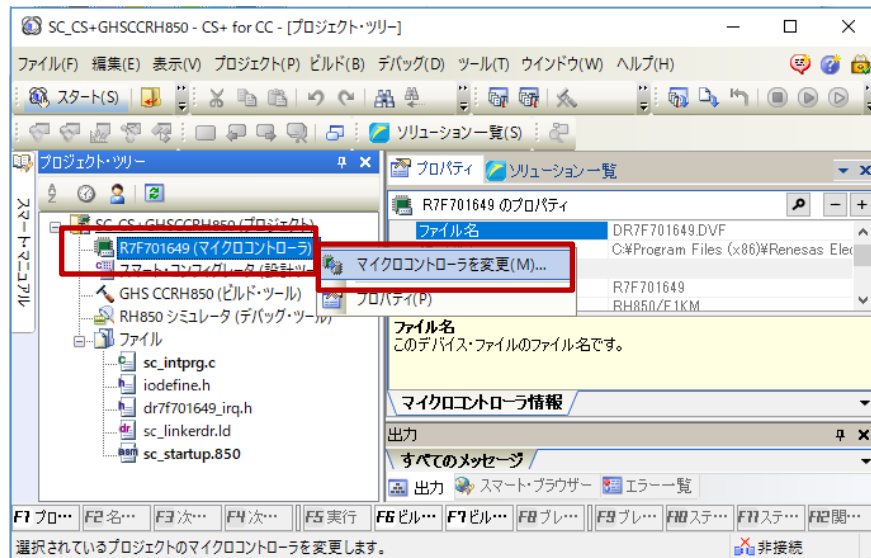 SC_CS+GHSCCRH850 - CS+ for CC - [プロジェクト・ツリー]
ファイル(F) 編集(E) 表示(V) プロジェクト(P) ビルド(B) デバッグ(D) ツール(T) ウインドウ(W) ヘルプ(H)
スタート(S)
ソリューション一覧(S)
プロジェクト・ツリー
プロパティ ソリューション一覧
スマート・マニュアル
R7F701649 のプロパティ
SC_CS+GHSCCRH850 (プロジェクト)
R7F701649 (マイクロコントローラ)
スマート・コンフィグレータ (設計ツー
GHS CCRH850 (ビルド・ツール)
RH850 シミュレータ (デバッグ・ツール)
ファイル
sc_intprg.c
iodefine.h
dr7f701649_irq.h
sc_linkerdr.ld
sc_startup.850
マイクロコントローラを変更(M)...
プロパティ(P)
ファイル名 DR7F701649.DVF
C:¥Program Files (x86)¥Renesas Elec
R7F701649
RH850/F1KM
ファイル名
このデバイス・ファイルのファイル名です。
マイクロコントローラ情報
出力
すべてのメッセージ
出力 スマート・ブラウザー エラー一覧
F1 プロ… F2 名… F3 次… F4 次… F5 実行 F6 ビル… F7 ビル… F8 ブレ… F9 ブレ… F10 ステ… F11 ステ… F12 関…
選択されているプロジェクトのマイクロコントローラを変更します。
非接続